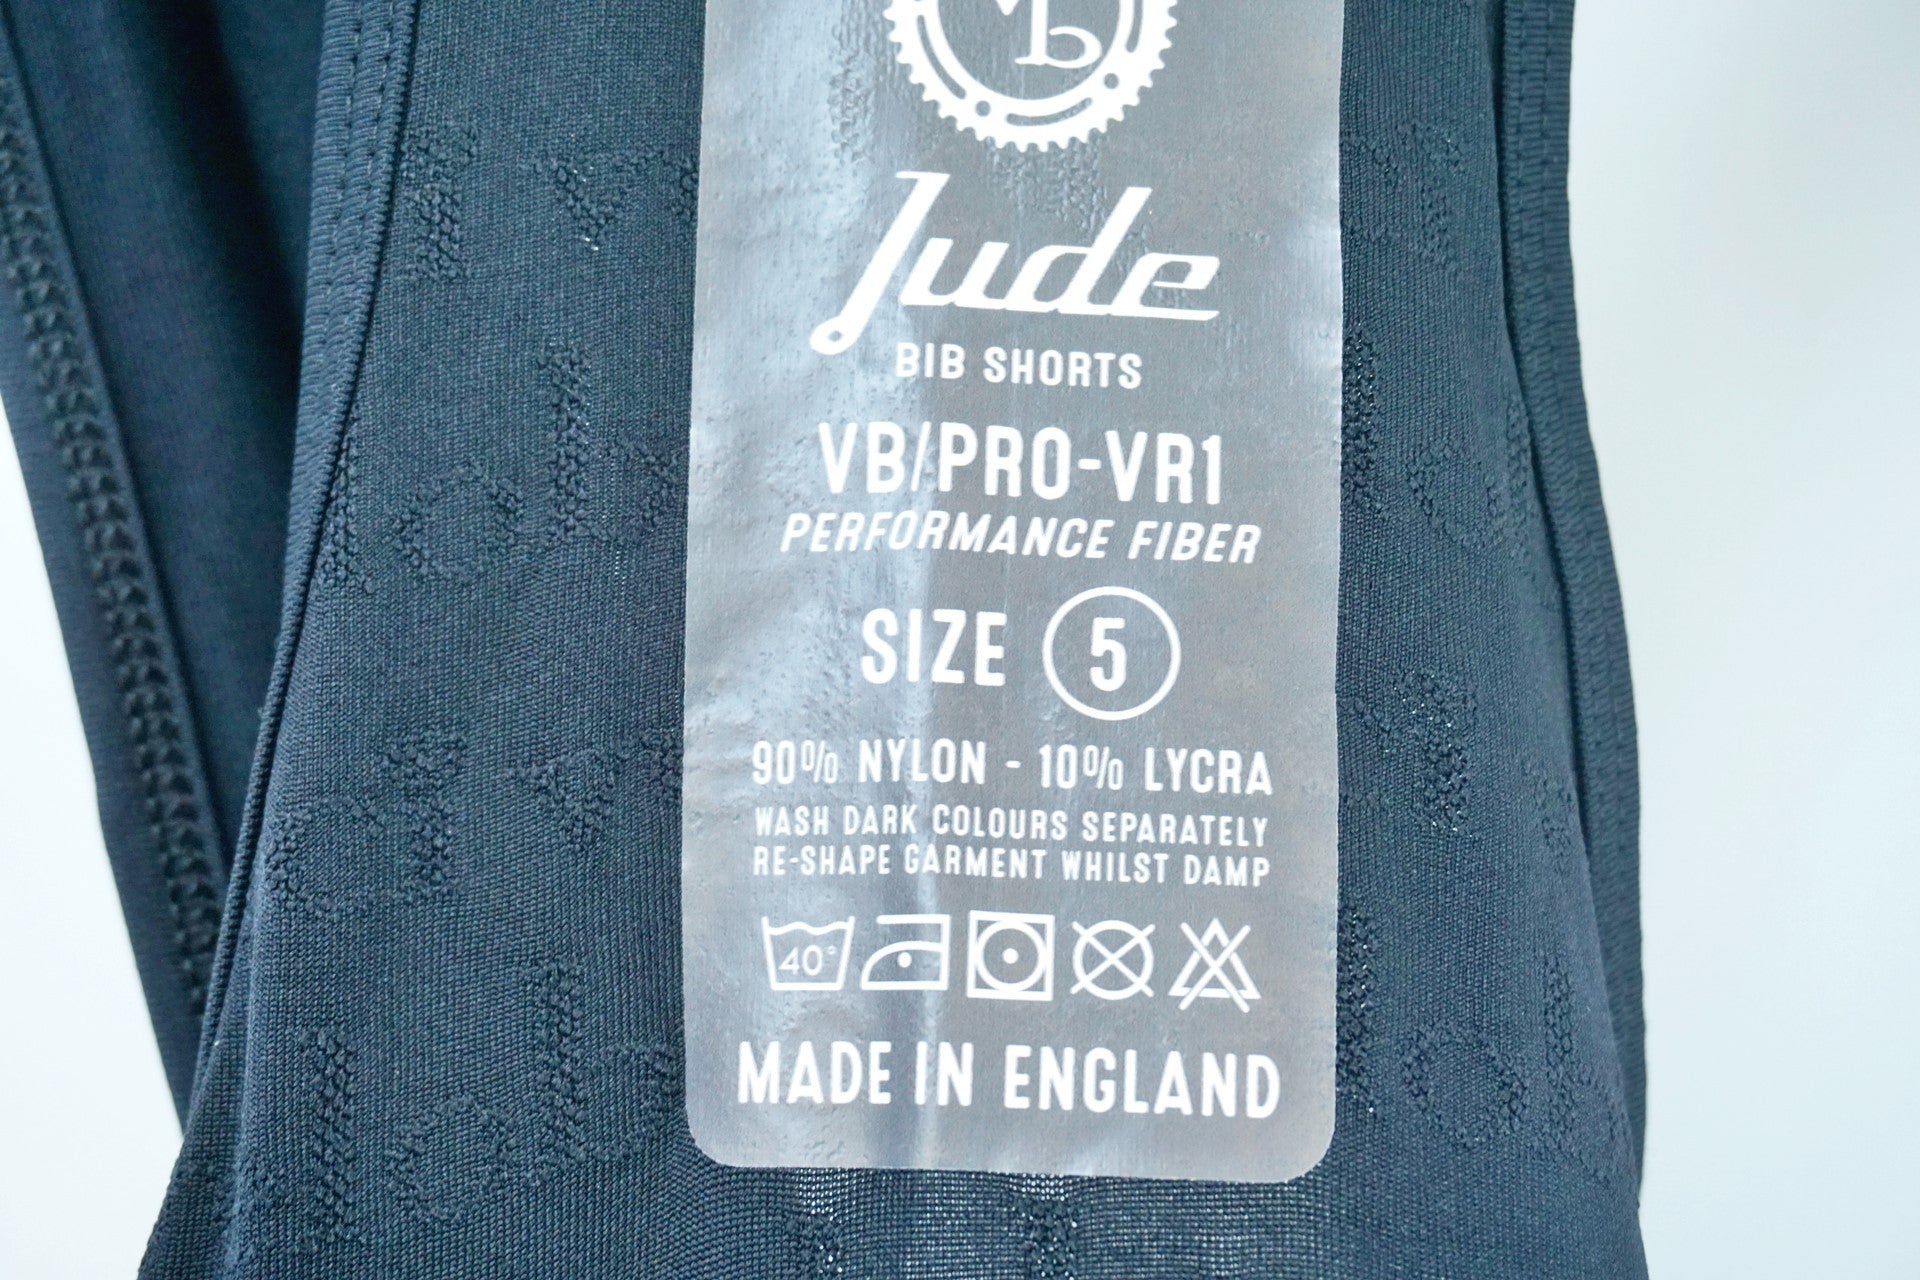 Jude
BIB SHORTS
VB/PRO-VR1
PERFORMANCE FIBER
SIZE 5
90% NYLON - 10% LYCRA
WASH DARK COLOURS SEPARATELY
RE-SHAPE GARMENT WHILST DAMP
40°
MADE IN ENGLAND